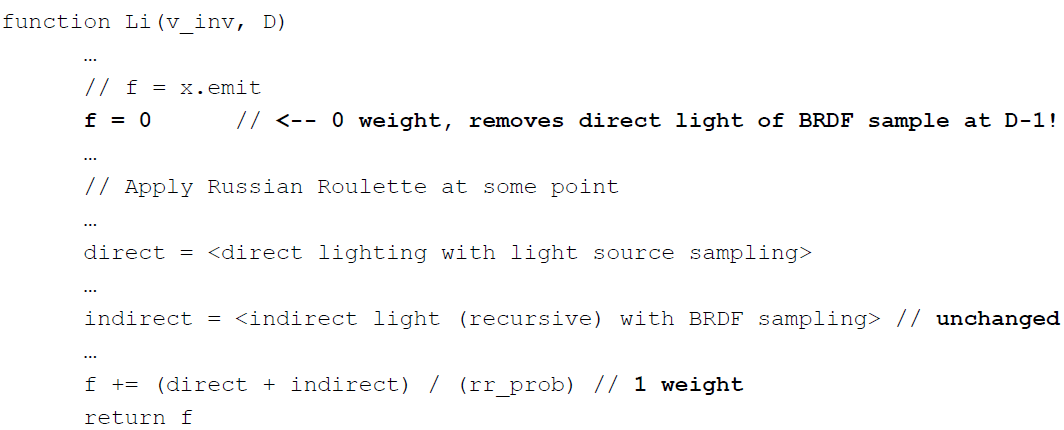 function Li(v_inv, D)
…
// f = x.emit
f = 0 // <-- 0 weight, removes direct light of BRDF sample at D-1!
…
// Apply Russian Roulette at some point
…
direct = <direct lighting with light source sampling>
…
indirect = <indirect light (recursive) with BRDF sampling> // unchanged
…
f += (direct + indirect) / (rr_prob) // 1 weight
return f